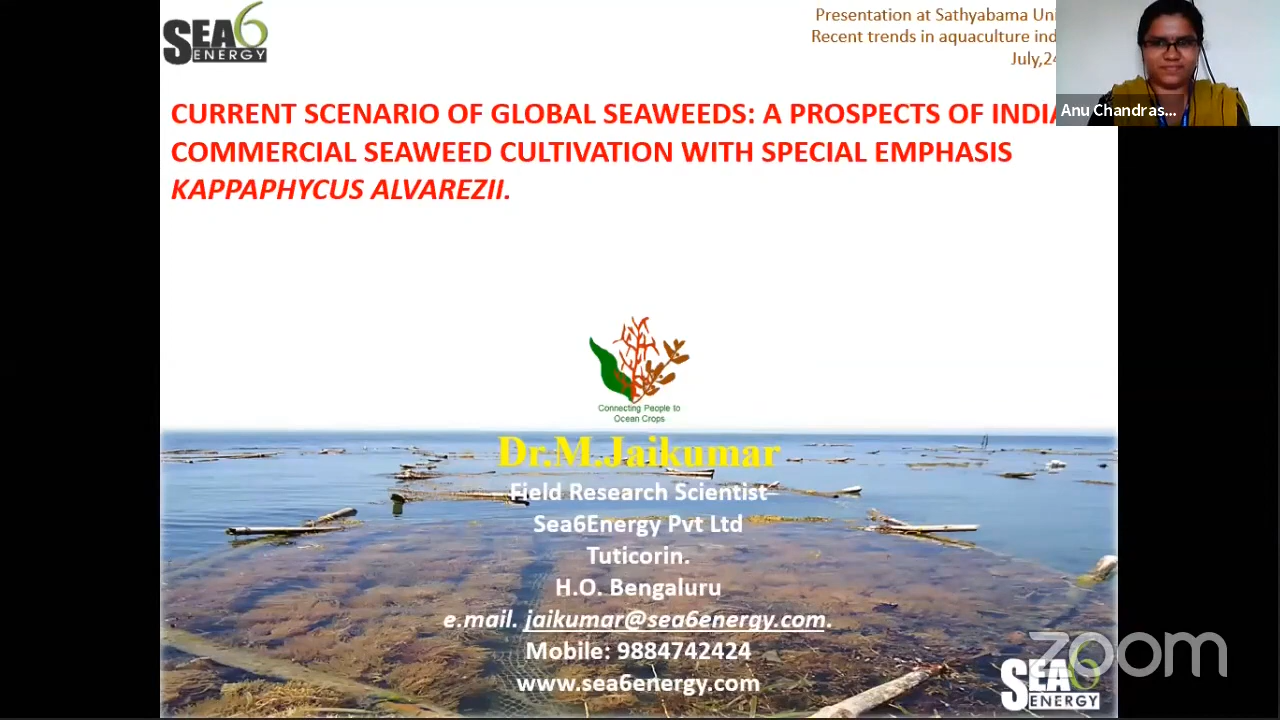 SEA6
ENERGY
Presentation at Sathyabama Uni
Recent trends in aquaculture ind
July,24
Anu Chandras...
CURRENT SCENARIO OF GLOBAL SEAWEEDS: A PROSPECTS OF INDIA
COMMERCIAL SEAWEED CULTIVATION WITH SPECIAL EMPHASIS
KAPPAPHYCUS ALVAREZII.
Connecting People to
Ocean Crops
Dr.M.Jaikumar
Field Research Scientist
Sea6Energy Pvt Ltd
Tuticorin.
H.O. Bengaluru
e.mail. jaikumar@sea6energy.com.
Mobile: 9884742424
www.sea6energy.com
zoom
SEA6
ENERGY